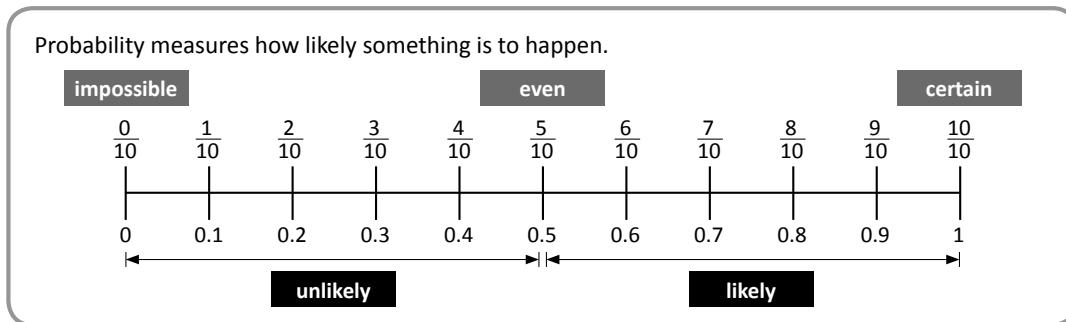 Probability measures how likely something is to happen.
impossible even certain
0/10 1/10 2/10 3/10 4/10 5/10 6/10 7/10 8/10 9/10 10/10
0 0.1 0.2 0.3 0.4 0.5 0.6 0.7 0.8 0.9 1
unlikely likely